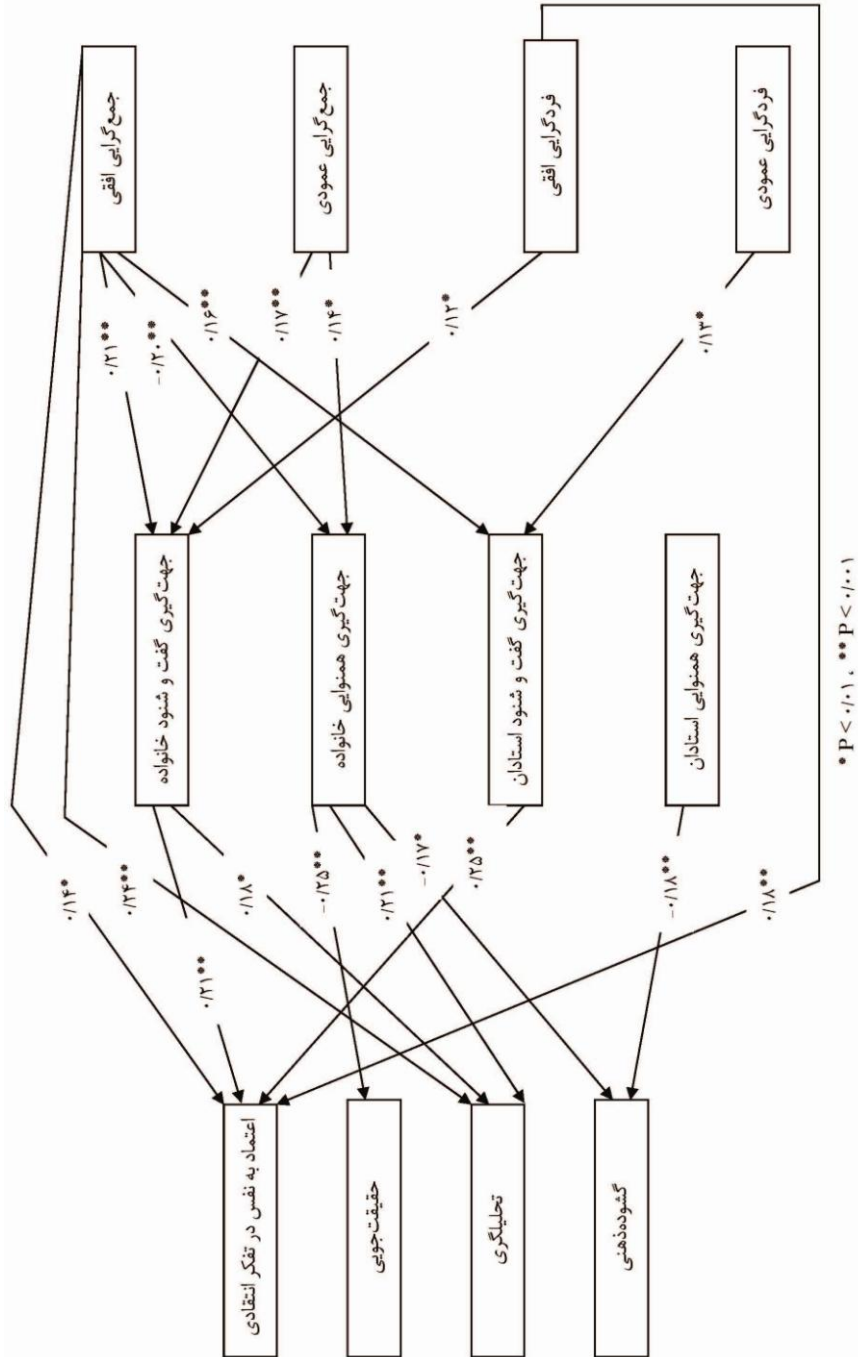 جمع‌گرایی افقی
جمع‌گرایی عمودی
فردگرایی افقی
فردگرایی عمودی
۰/۲۱**
-۰/۲۰**
۰/۱۶**
۰/۱۷**
۰/۱۴*
۰/۱۲*
۰/۱۳*
جهت‌گیری گفت و شنود خانواده
جهت‌گیری همنوایی خانواده
جهت‌گیری گفت و شنود استادان
جهت‌گیری همنوایی استادان
۰/۱۴*
۰/۲۴**
۰/۲۱**
۰/۱۸*
-۰/۲۵**
۰/۲۱**
-۰/۱۷*
۰/۲۵**
-۰/۱۸**
۰/۱۸**
اعتماد به نفس در تفکر انتقادی
حقیقت‌جویی
تحلیلگری
گشوده‌ذهنی
*P < ۰/۰۱، **P < ۰/۰۰۱